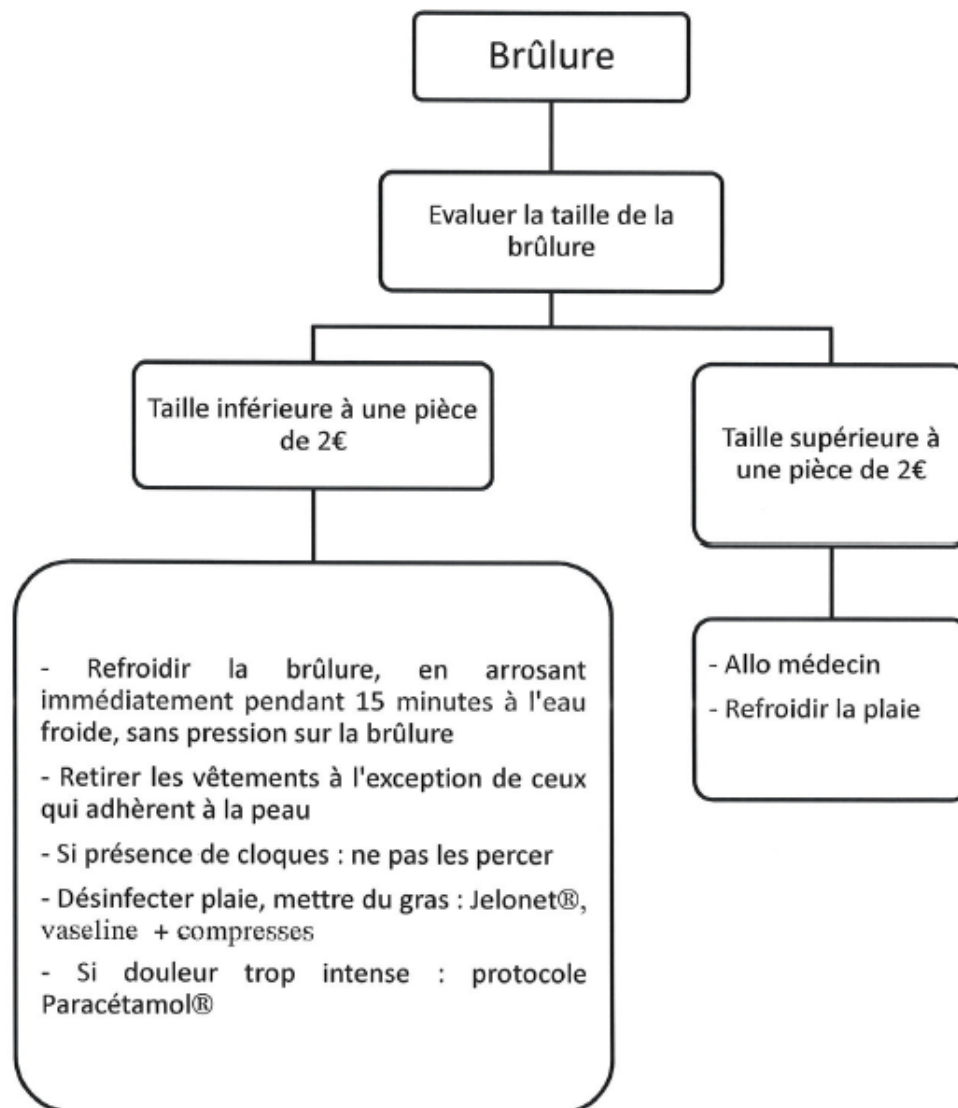 Brûlure
Evaluer la taille de la
brûlure
Taille inférieure à une pièce
de 2€
Taille supérieure à
une pièce de 2€
- Refroidir la brûlure, en arrosant
immédiatement pendant 15 minutes à l'eau
froide, sans pression sur la brûlure
- Retirer les vêtements à l'exception de ceux
qui adhèrent à la peau
- Si présence de cloques : ne pas les percer
- Désinfecter plaie, mettre du gras : Jelonet®,
vaseline + compresses
- Si douleur trop intense : protocole
Paracétamol®
- Allo médecin
- Refroidir la plaie